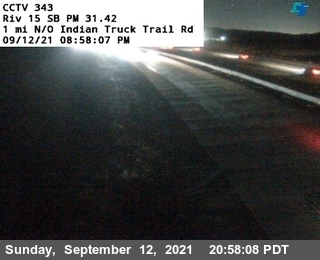 CCTV 343
Riv 15 SB PM 31.42
1 mi N/O Indian Truck Trail Rd
09/12/21 08:58:07 PM
Sunday, September 12, 2021 20:58:08 PDT